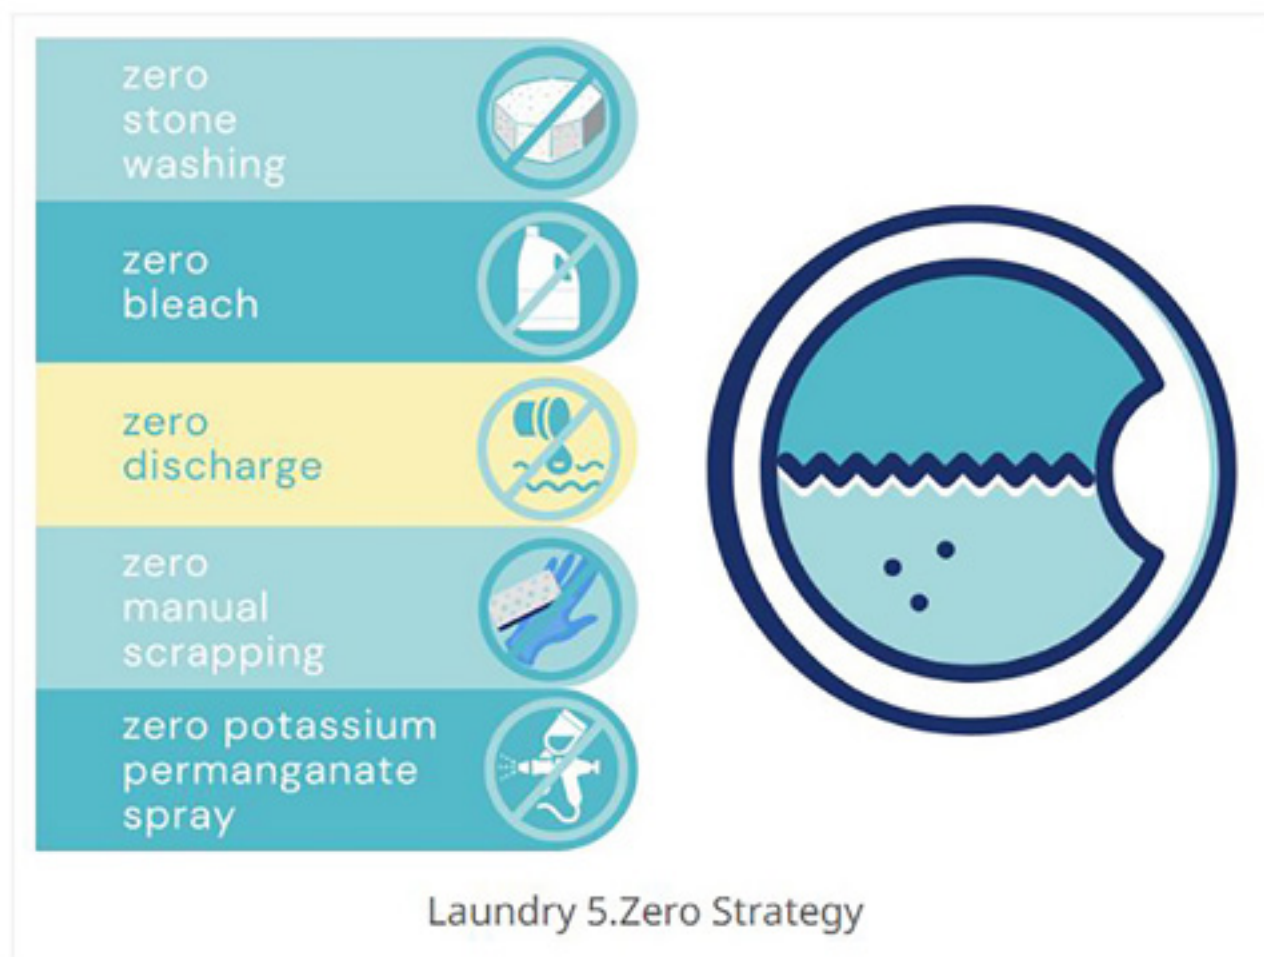 zero
stone
washing
zero
bleach
zero
discharge
zero
manual
scrapping
zero potassium
permanganate
spray
Laundry 5.Zero Strategy